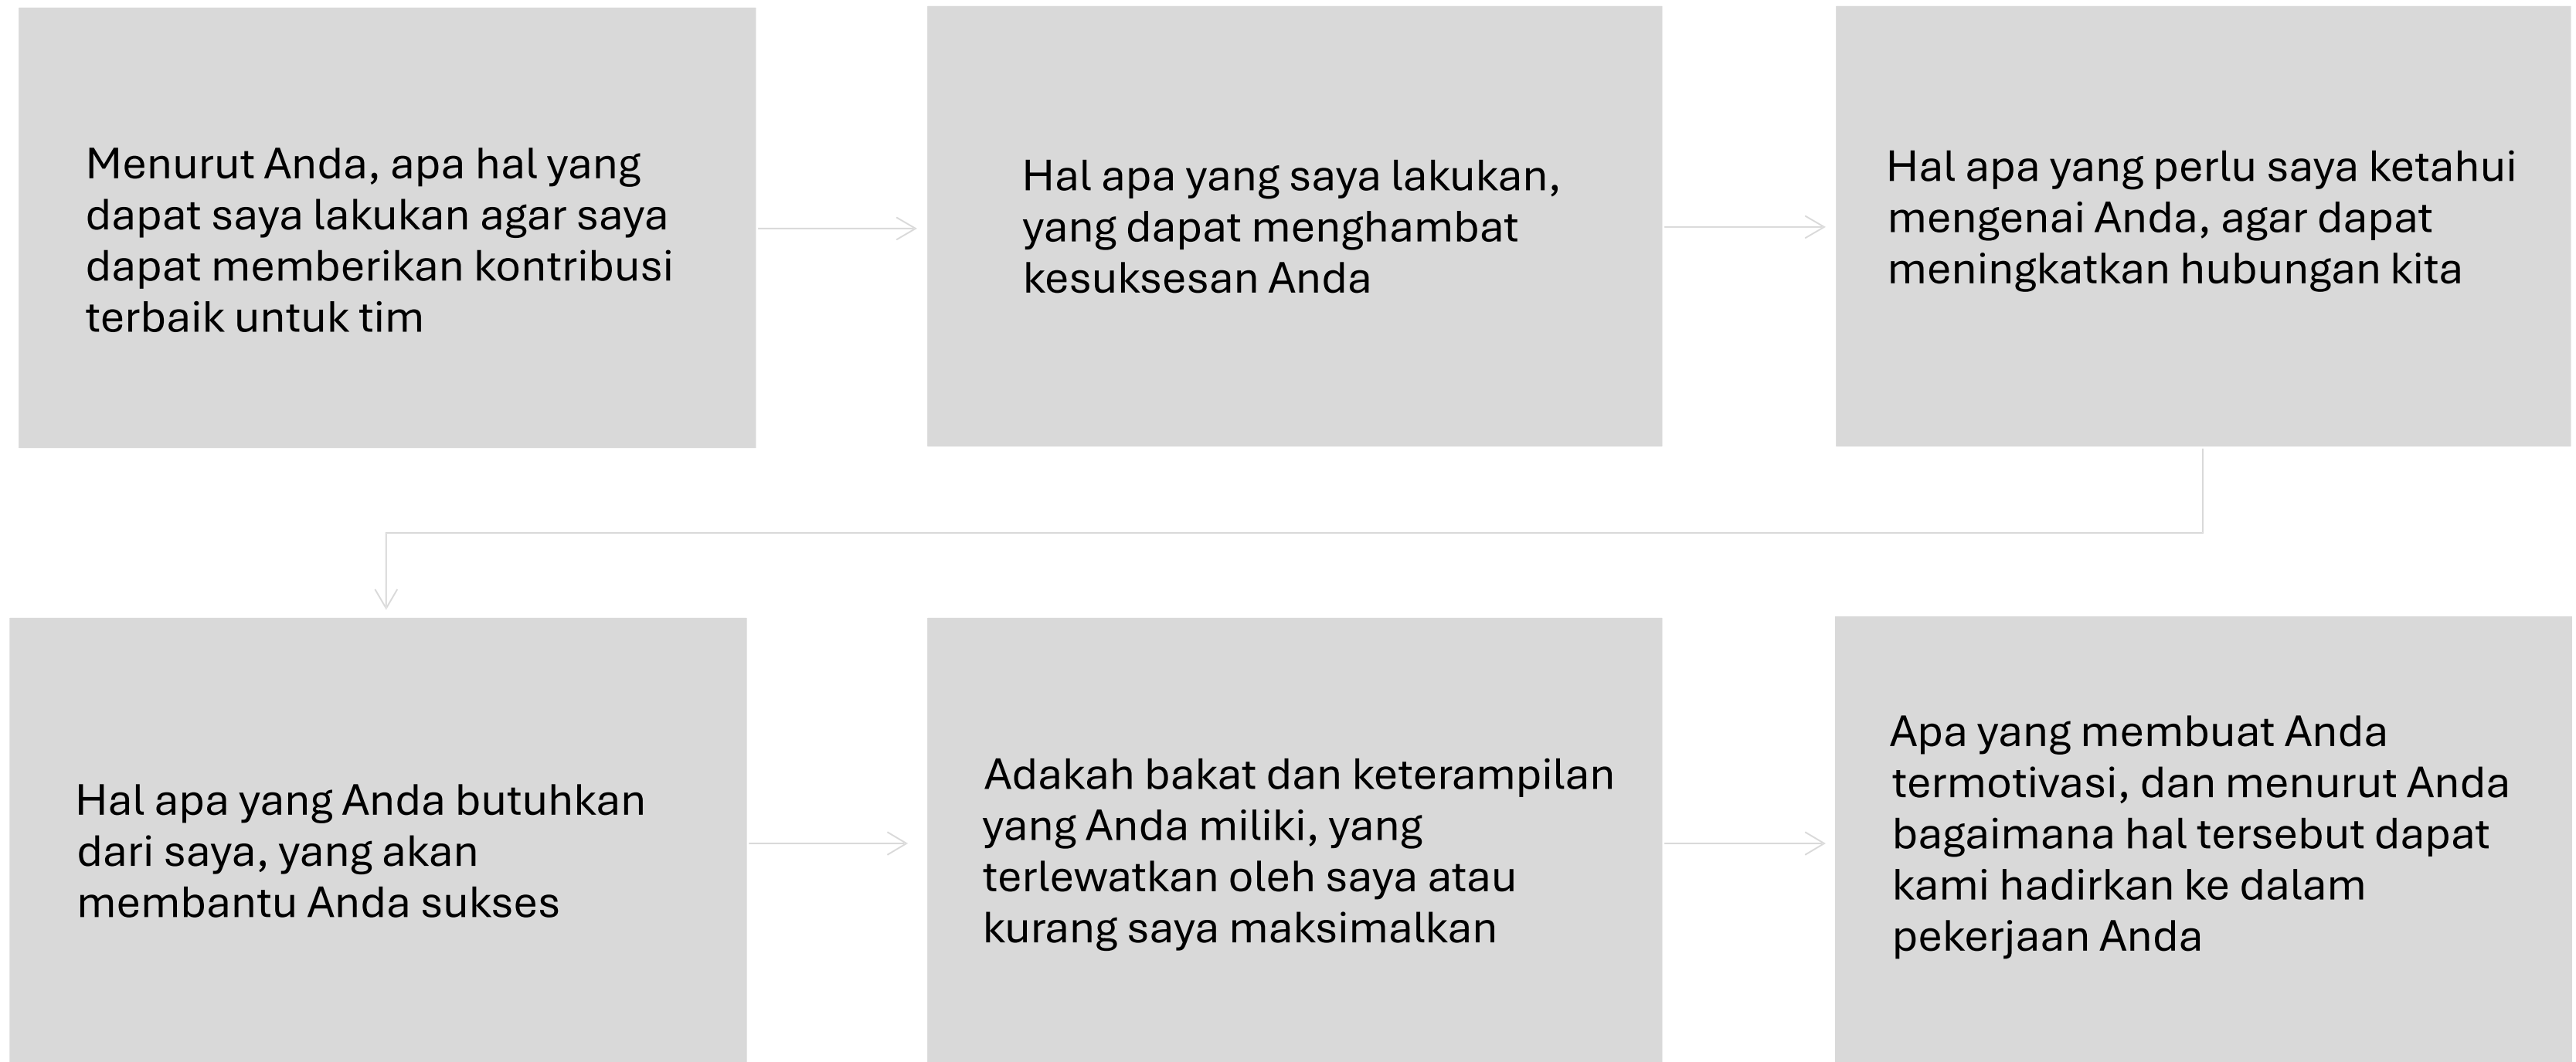 Menurut Anda, apa hal yang
dapat saya lakukan agar saya
dapat memberikan kontribusi
terbaik untuk tim
Hal apa yang saya lakukan,
yang dapat menghambat
kesuksesan Anda
Hal apa yang perlu saya ketahui
mengenai Anda, agar dapat
meningkatkan hubungan kita
Hal apa yang Anda butuhkan
dari saya, yang akan
membantu Anda sukses
Adakah bakat dan keterampilan
yang Anda miliki, yang
terlewatkan oleh saya atau
kurang saya maksimalkan
Apa yang membuat Anda
termotivasi, dan menurut Anda
bagaimana hal tersebut dapat
kami hadirkan ke dalam
pekerjaan Anda